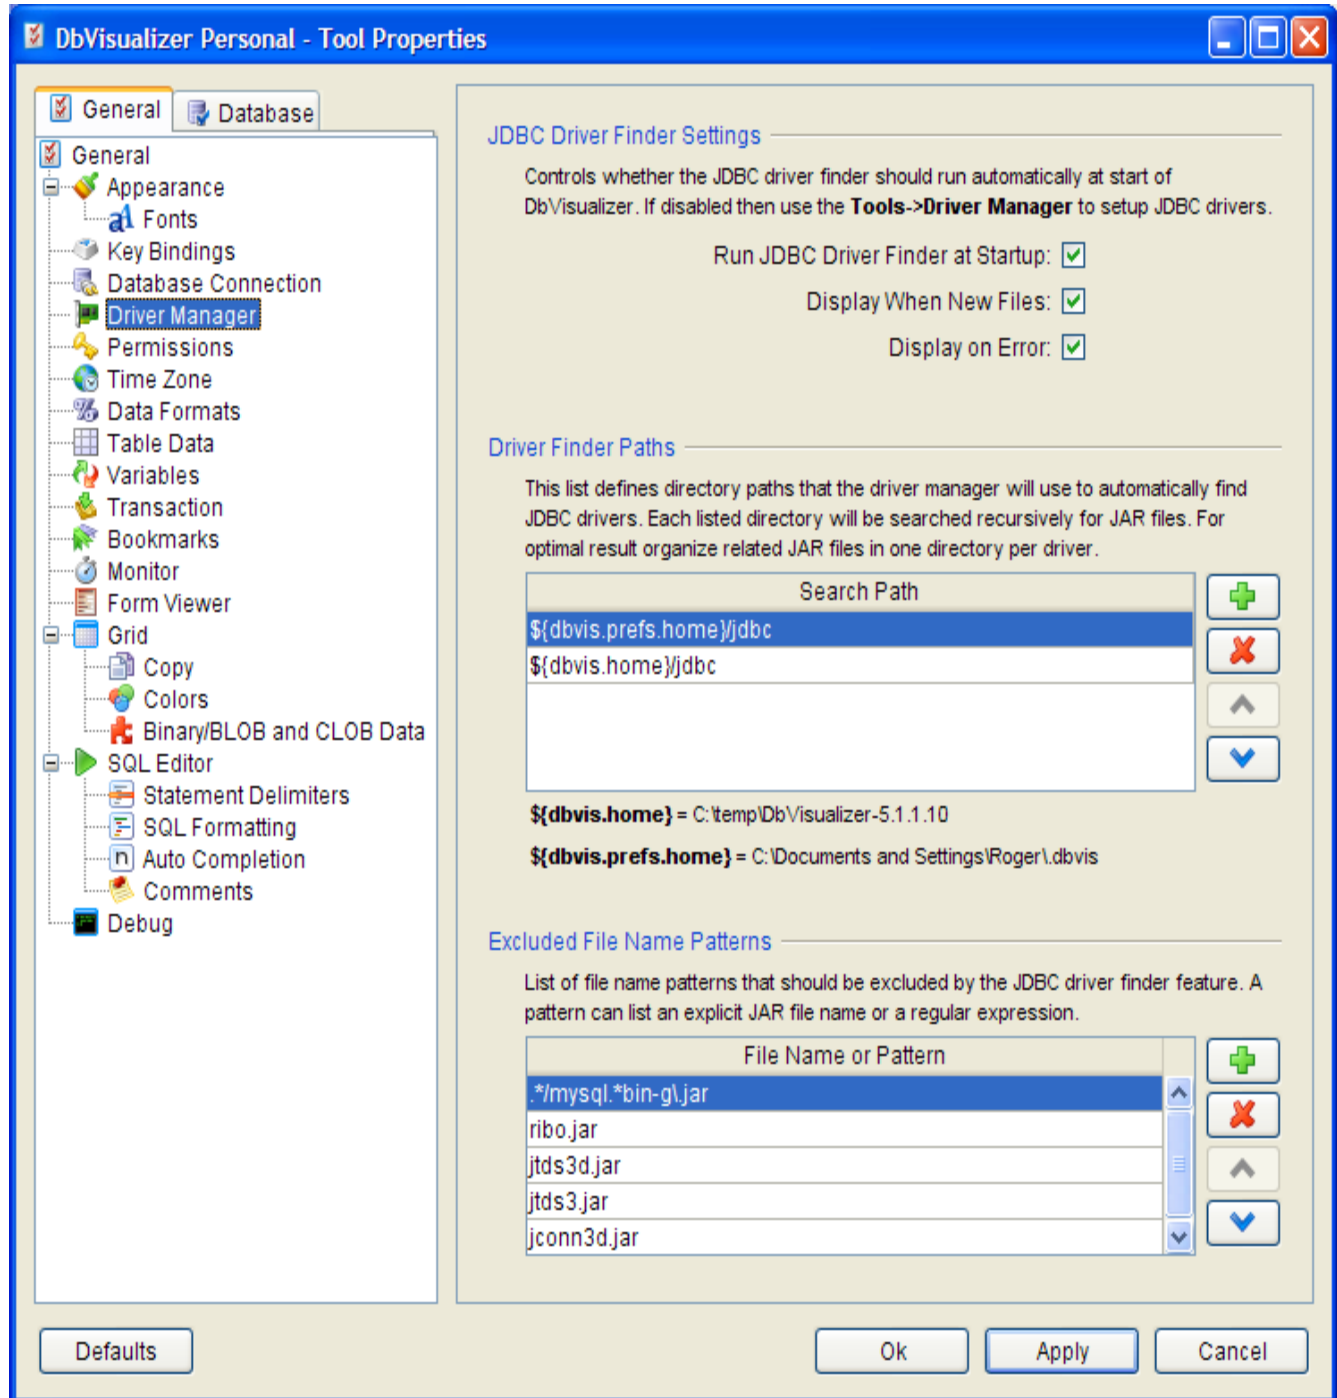 DbVisualizer Personal - Tool Properties
General
Database
General
Appearance
Fonts
Key Bindings
Database Connection
Driver Manager
Permissions
Time Zone
Data Formats
Table Data
Variables
Transaction
Bookmarks
Monitor
Form Viewer
Grid
Copy
Colors
Binary/BLOB and CLOB Data
SQL Editor
Statement Delimiters
SQL Formatting
Auto Completion
Comments
Debug
JDBC Driver Finder Settings
Controls whether the JDBC driver finder should run automatically at start of
DbVisualizer. If disabled then use the Tools->Driver Manager to setup JDBC drivers.
Run JDBC Driver Finder at Startup:
Display When New Files:
Display on Error:
Driver Finder Paths
This list defines directory paths that the driver manager will use to automatically find
JDBC drivers. Each listed directory will be searched recursively for JAR files. For
optimal result organize related JAR files in one directory per driver.
Search Path
${dbvis.prefs.home}/jdbc
${dbvis.home}/jdbc
${dbvis.home} = C:\temp\DbVisualizer-5.1.1.10
${dbvis.prefs.home} = C:\Documents and Settings\Roger\.dbvis
Excluded File Name Patterns
List of file name patterns that should be excluded by the JDBC driver finder feature. A
pattern can list an explicit JAR file name or a regular expression.
File Name or Pattern
.*/mysql.*bin-g\.jar
ribo.jar
jtds3d.jar
jtds3.jar
jconn3d.jar
Defaults
Ok
Apply
Cancel